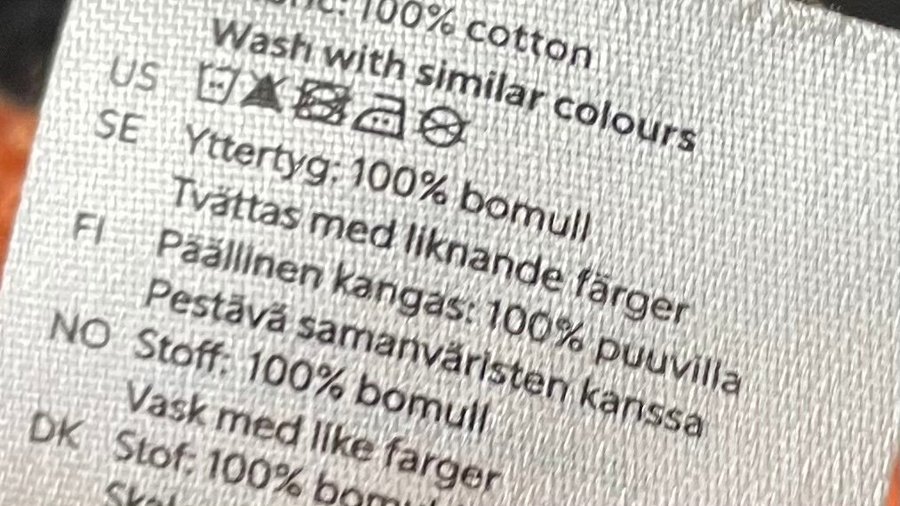 100% cotton
Wash with similar colours
US
SE Yttertyg: 100% bomull
Tvättas med liknande färger
FI Päällinen kangas: 100% puuvilla
Pestävä samanväristen kanssa
NO Stoff: 100% bomull
Vask med like farger
DK Stof: 100%